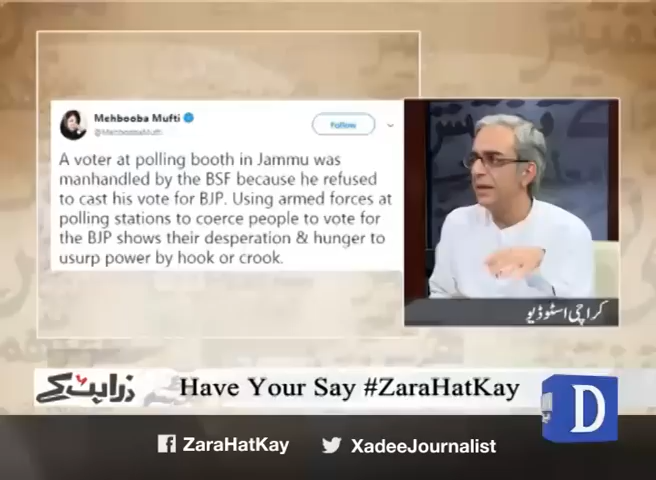 Mehbooba Mufti
@MehboobaMufti
Follow
A voter at polling booth in Jammu was
manhandled by the BSF because he refused
to cast his vote for BJP. Using armed forces at
polling stations to coerce people to vote for
the BJP shows their desperation & hunger to
usurp power by hook or crook.
کراچی اسٹوڈیو
ذرا ہٹ کے
Have Your Say #ZaraHatKay
D
ZaraHatKay
XadeeJournalist